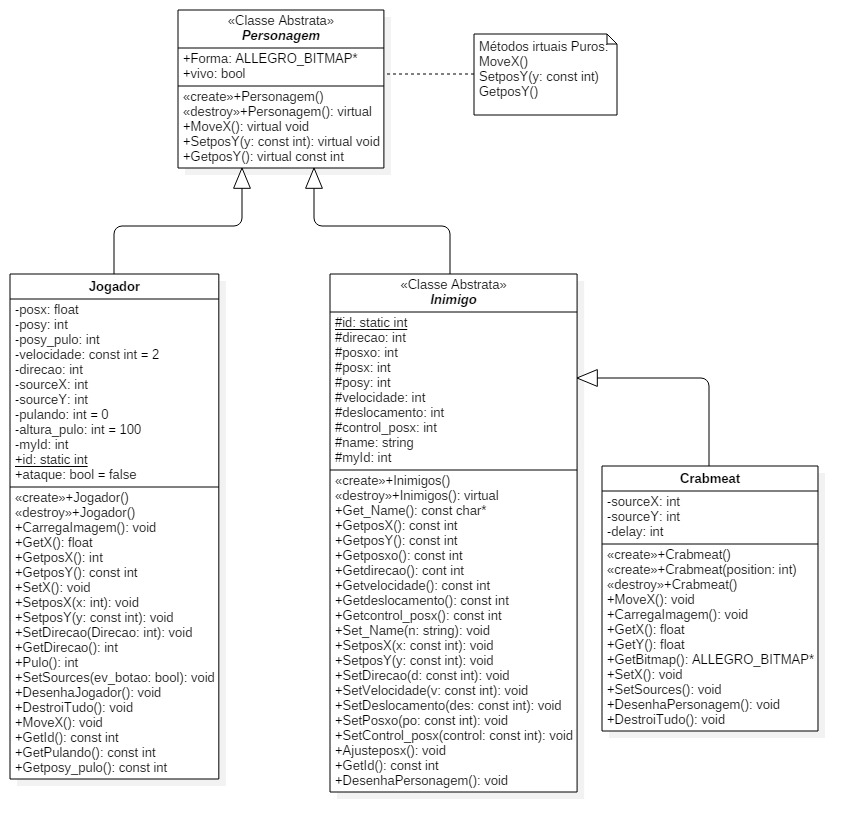 «Classe Abstrata»
Personagem
+Forma: ALLEGRO_BITMAP*
+vivo: bool
«create»+Personagem()
«destroy»+Personagem(): virtual
+MoveX(): virtual void
+SetposY(y: const int): virtual void
+GetposY(): virtual const int
Métodos irtuais Puros:
MoveX()
SetposY(y: const int)
GetposY()
Jogador
-posx: float
-posy: int
-posy_pulo: int
-velocidade: const int = 2
-direcao: int
-sourceX: int
-sourceY: int
-pulando: int = 0
-altura_pulo: int = 100
-myId: int
+id: static int
+ataque: bool = false
«create»+Jogador()
«destroy»+Jogador()
+CarregaImagem(): void
+GetX(): float
+GetposX(): int
+GetposY(): const int
+SetX(): void
+SetposX(x: int): void
+SetposY(y: const int): void
+SetDirecao(Direcao: int): void
+GetDirecao(): int
+Pulo(): int
+SetSources(ev_botao: bool): void
+DesenhaJogador(): void
+DestroiTudo(): void
+MoveX(): void
+GetId(): const int
+GetPulando(): const int
+Getposy_pulo(): const int
«Classe Abstrata»
Inimigo
#id: static int
#direcao: int
#posxo: int
#posx: int
#posy: int
#velocidade: int
#deslocamento: int
#control_posx: int
#name: string
#myId: int
«create»+Inimigos()
«destroy»+Inimigos(): virtual
+Get_Name(): const char*
+GetposX(): const int
+GetposY(): const int
+Getposxo(): const int
+Getdirecao(): cont int
+Getvelocidade(): const int
+Getdeslocamento(): const int
+Getcontrol_posx(): const int
+Set_Name(n: string): void
+SetposX(x: const int): void
+SetposY(y: const int): void
+SetDirecao(d: const int): void
+SetVelocidade(v: const int): void
+SetDeslocamento(des: const int): void
+SetPosxo(po: const int): void
+SetControl_posx(control: const int): void
+Ajusteposx(): void
+GetId(): const int
+DesenhaPersonagem(): void
Crabmeat
-sourceX: int
-sourceY: int
-delay: int
«create»+Crabmeat()
«create»+Crabmeat(position: int)
«destroy»+Crabmeat()
+MoveX(): void
+CarregaImagem(): void
+GetX(): float
+GetY(): float
+GetBitmap(): ALLEGRO_BITMAP*
+SetX(): void
+SetSources(): void
+DesenhaPersonagem(): void
+DestroiTudo(): void